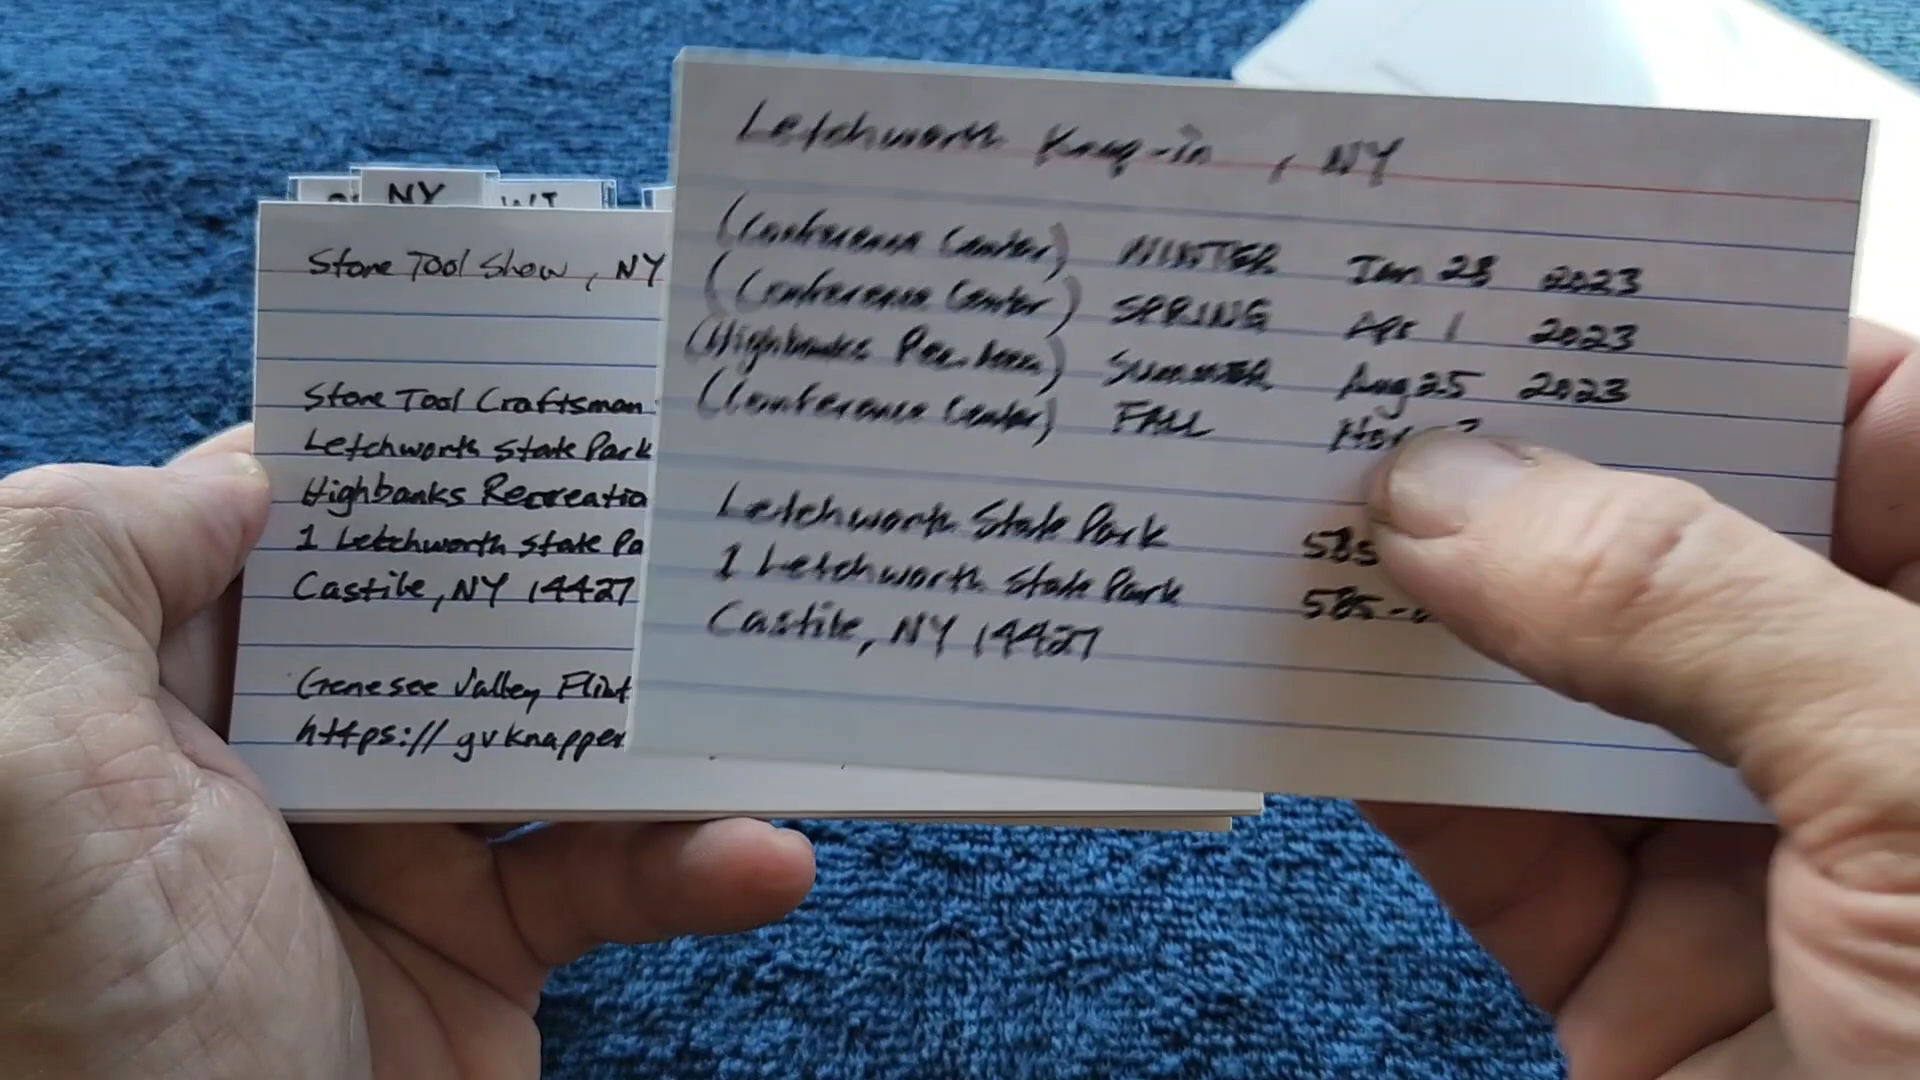 NY
WI
Stone Tool Show, NY
Stone Tool Craftsman
Letchworth State Park
Highbanks Recreatio
1 Letchworth State Pa
Castile, NY 14427
Genesee Valley Flint
https://gvknapper
Letchworth Knap-in, NY
(Conference Center) WINTER Jan 28 2023
(Conference Center) SPRING Apr 1 2023
(Highbanks Rec. Area) SUMMER Aug 25 2023
(Conference Center) FALL
Letchworth State Park 585
1 Letchworth State Park 585-
Castile, NY 14427